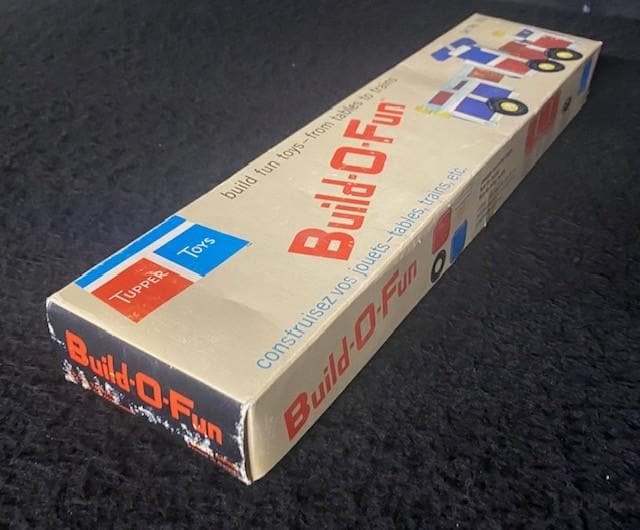 build fun toys-from tables to trains
Build-O-Fun™
construisez vos jouets-tables, trains, etc.
TUPPER
TOYS
Build-O-Fun
Build-O-Fun